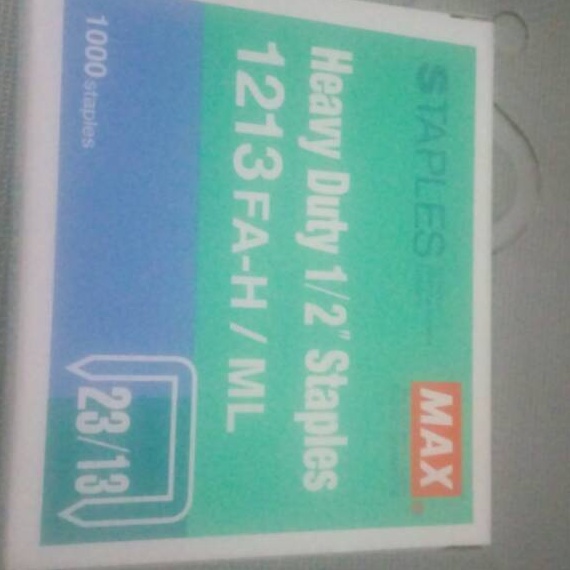 STAPLES
MAX
Heavy Duty 1/2" Staples
1213 FA-H / ML
1000 staples
23/13